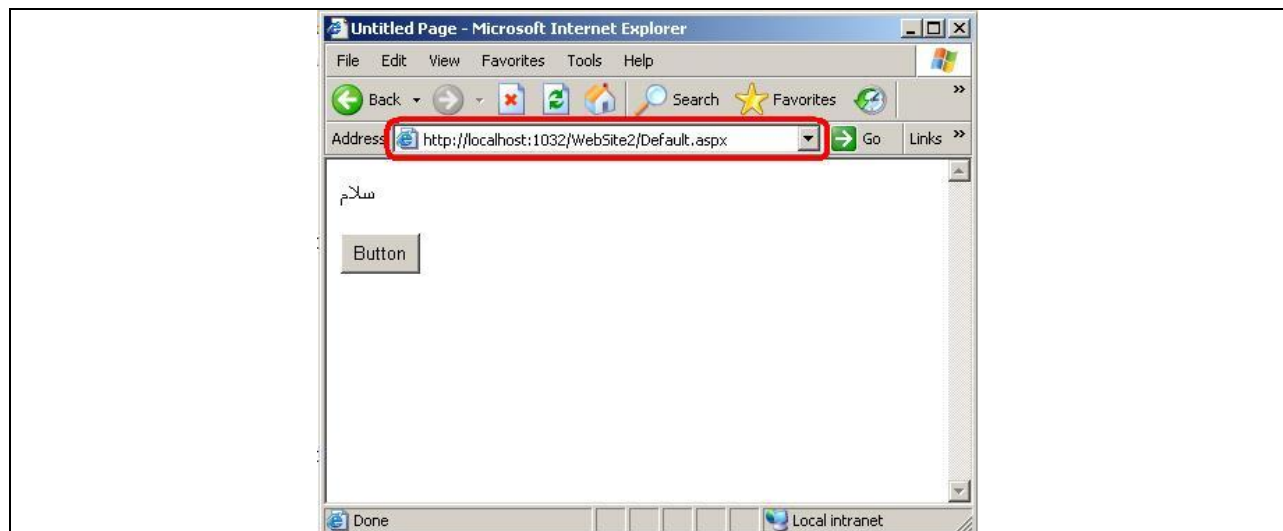 Untitled Page - Microsoft Internet Explorer
File Edit View Favorites Tools Help
Back Search Favorites »
Address http://localhost:1032/WebSite2/Default.aspx Go Links »
سلام
Button
Done Local intranet